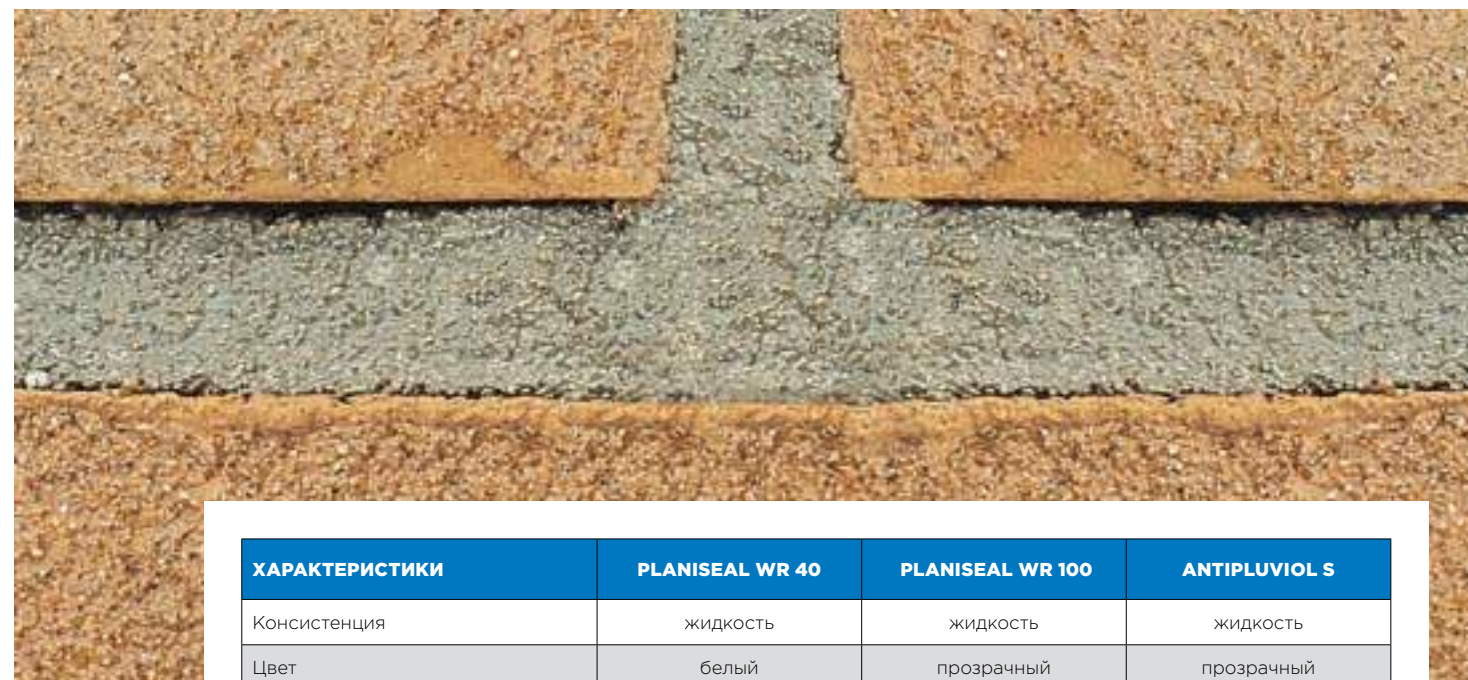 ХАРАКТЕРИСТИКИ PLANISEAL WR 40 PLANISEAL WR 100 ANTIPLUVIOL S
Консистенция жидкость жидкость жидкость
Цвет белый прозрачный прозрачный